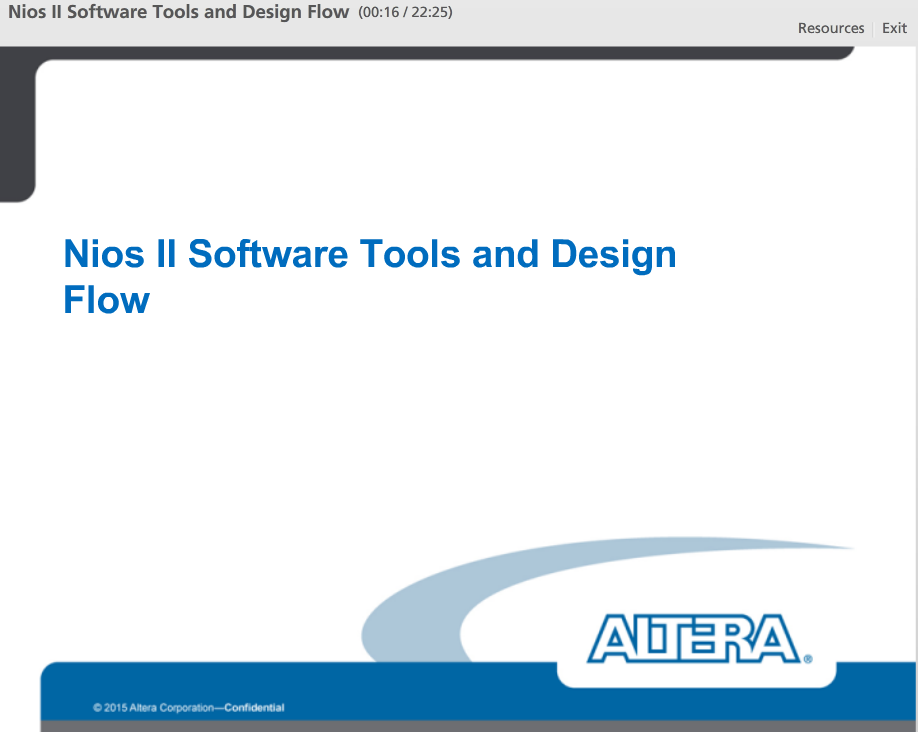 Nios II Software Tools and Design Flow (00:16 / 22:25)
Resources Exit
Nios II Software Tools and Design
Flow
ALTERA®
© 2015 Altera Corporation—Confidential